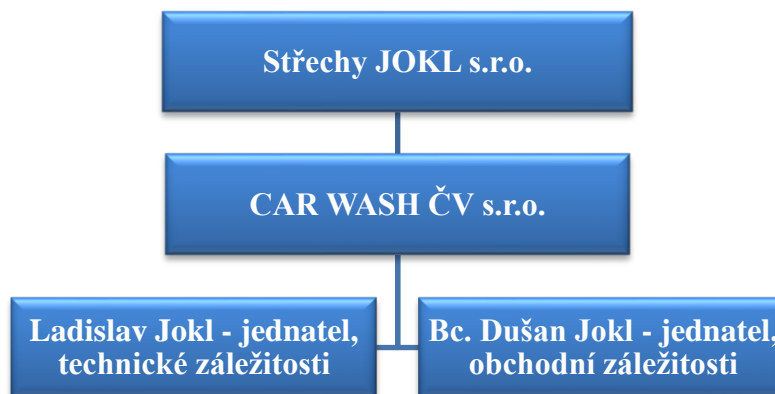 Střechy JOKL s.r.o.
CAR WASH ČV s.r.o.
Ladislav Jokl - jednatel,
technické záležitosti
Bc. Dušan Jokl - jednatel,
obchodní záležitosti